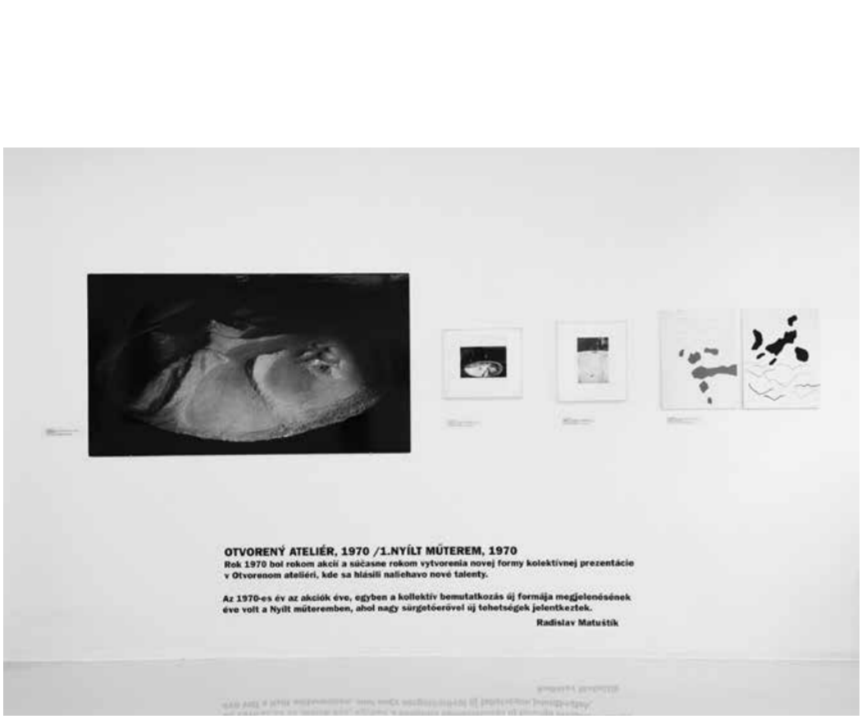 OTVORENÝ ATELIÉR, 1970 /1.NYÍLT MŰTEREM, 1970
Rok 1970 bol rokom akcií a súčasne rokom vytvorenia novej formy kolektívnej prezentácie
v Otvorenom ateliéri, kde sa hlásili naliehavo nové talenty.
Az 1970-es év az akciók éve, egyben a kollektív bemutatkozás új formája megjelenésének
éve volt a Nyílt műteremben, ahol nagy sürgetőerővel új tehetségek jelentkeztek.
Radislav Matuštík